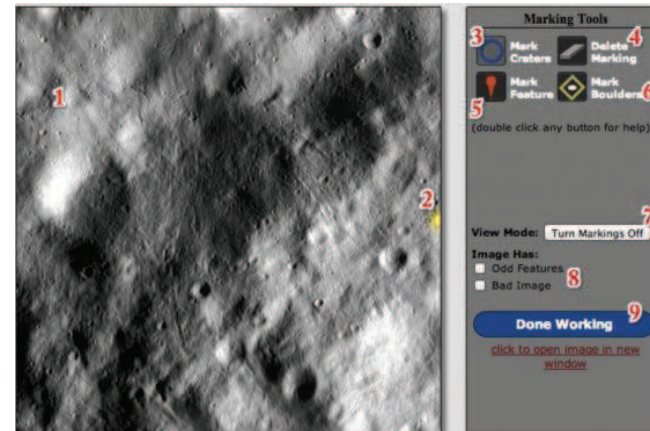 Marking Tools
3 Mark Craters 4 Delete Marking
5 Mark Feature Mark Boulders 6
(double click any button for help)
1
2
7
View Mode: Turn Markings Off
Image Has:
Odd Features
8
Bad Image
9
Done Working
click to open image in new
window